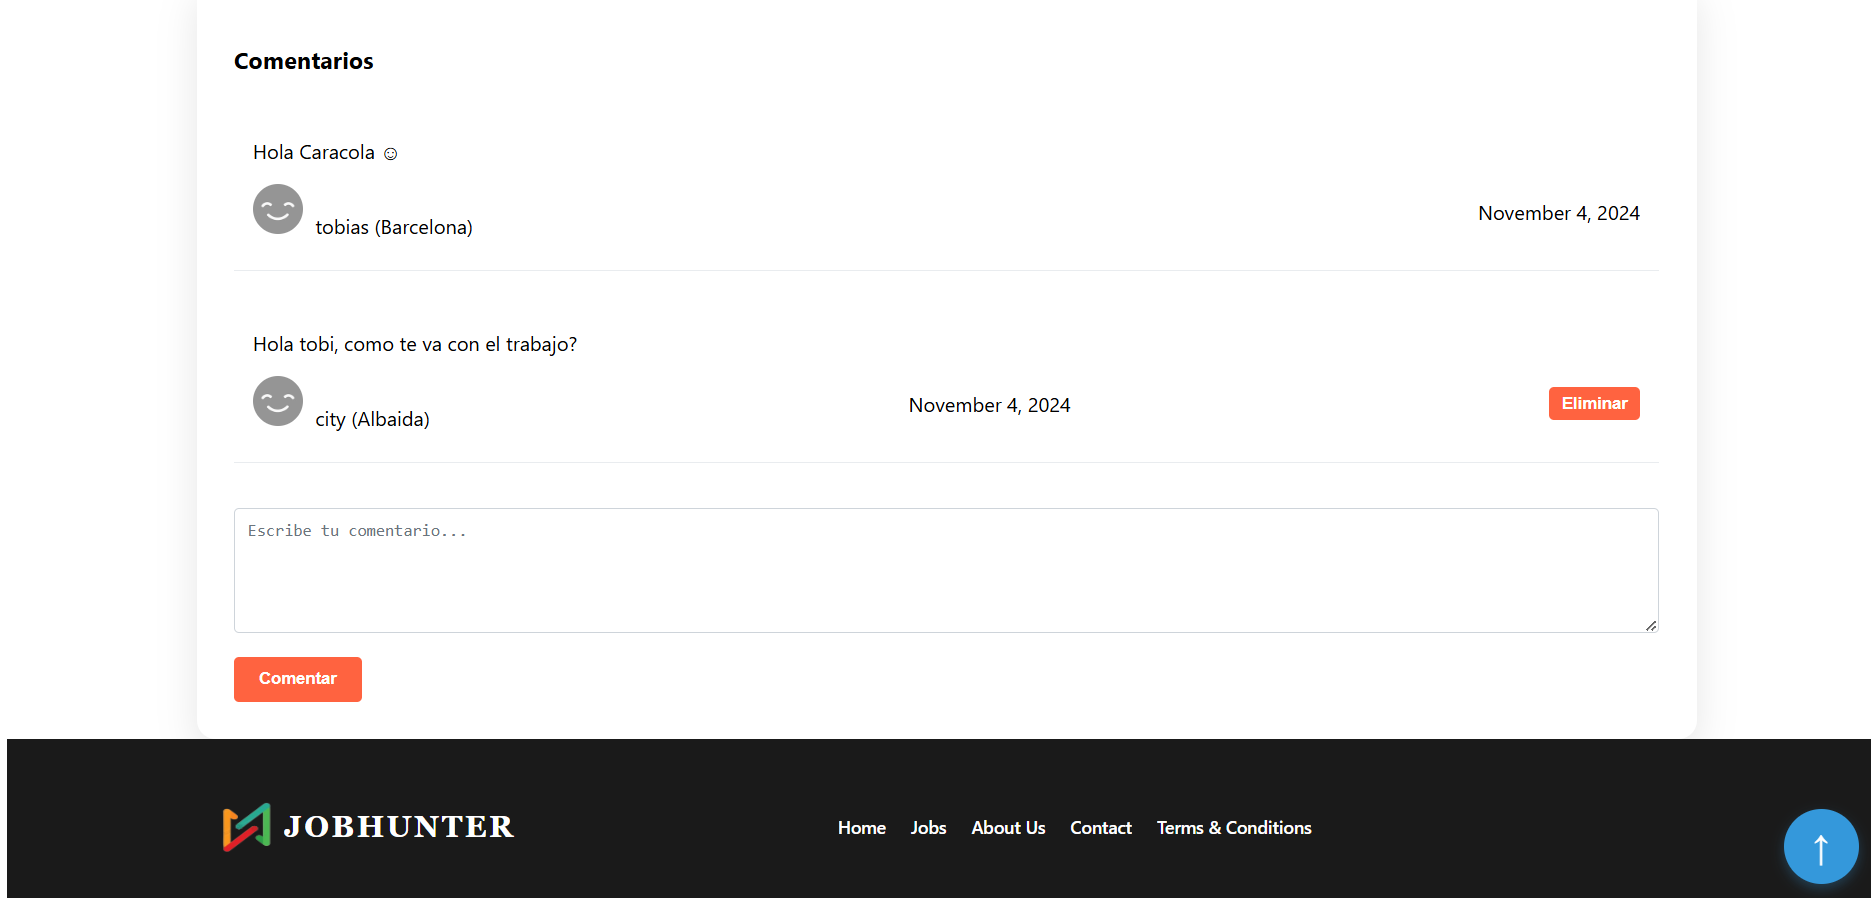 Comentarios
Hola Caracola ☺
tobias (Barcelona)
November 4, 2024
Hola tobi, como te va con el trabajo?
city (Albaida)
November 4, 2024
Eliminar
Escribe tu comentario...
Comentar
JOBHUNTER
Home Jobs About Us Contact Terms & Conditions
↑